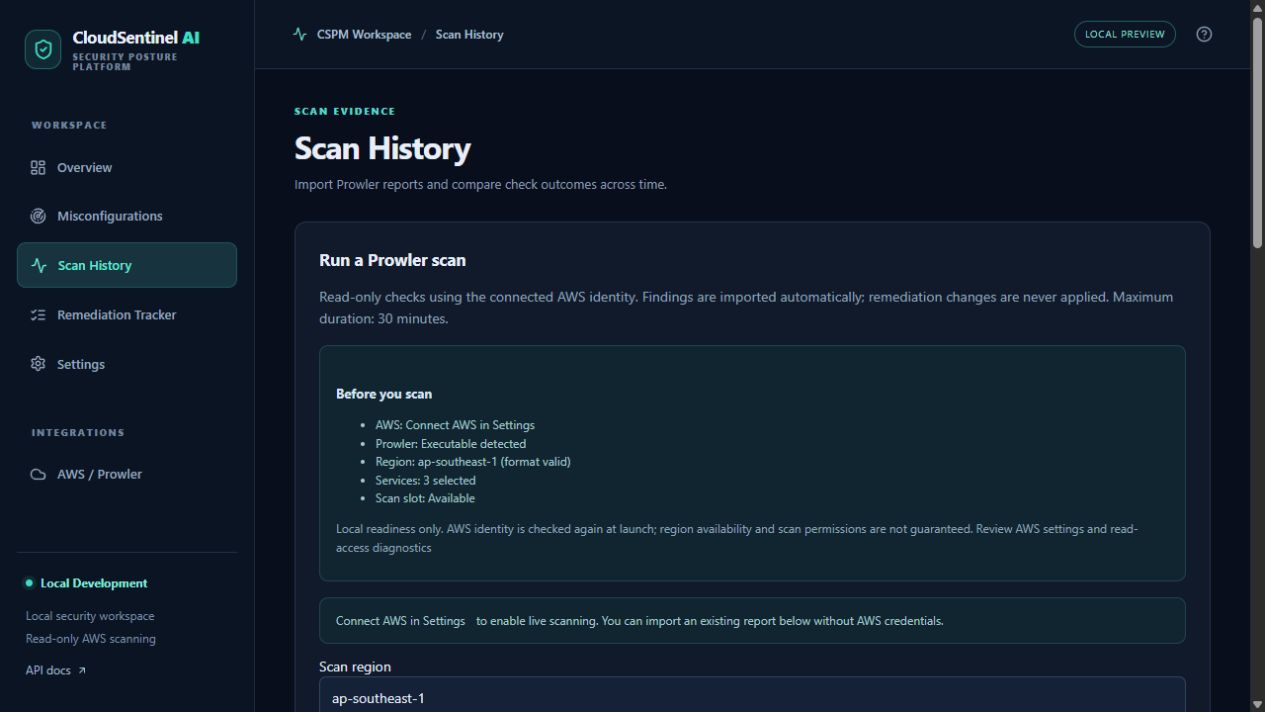 CloudSentinel AI
SECURITY POSTURE
PLATFORM
WORKSPACE
Overview
Misconfigurations
Scan History
Remediation Tracker
Settings
INTEGRATIONS
AWS / Prowler
Local Development
Local security workspace
Read-only AWS scanning
API docs ↗
CSPM Workspace / Scan History
LOCAL PREVIEW
SCAN EVIDENCE
Scan History
Import Prowler reports and compare check outcomes across time.
Run a Prowler scan
Read-only checks using the connected AWS identity. Findings are imported automatically; remediation changes are never applied. Maximum
duration: 30 minutes.
Before you scan
• AWS: Connect AWS in Settings
• Prowler: Executable detected
• Region: ap-southeast-1 (format valid)
• Services: 3 selected
• Scan slot: Available
Local readiness only. AWS identity is checked again at launch; region availability and scan permissions are not guaranteed. Review AWS settings and read-
access diagnostics
Connect AWS in Settings to enable live scanning. You can import an existing report below without AWS credentials.
Scan region
ap-southeast-1